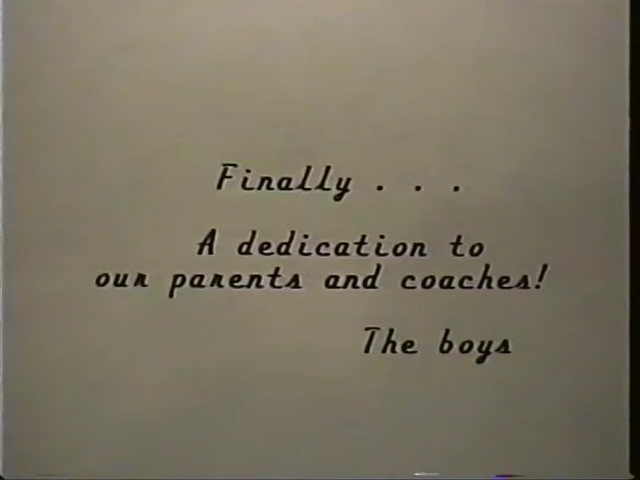 Finally . . .
A dedication to
our parents and coaches!
The boys